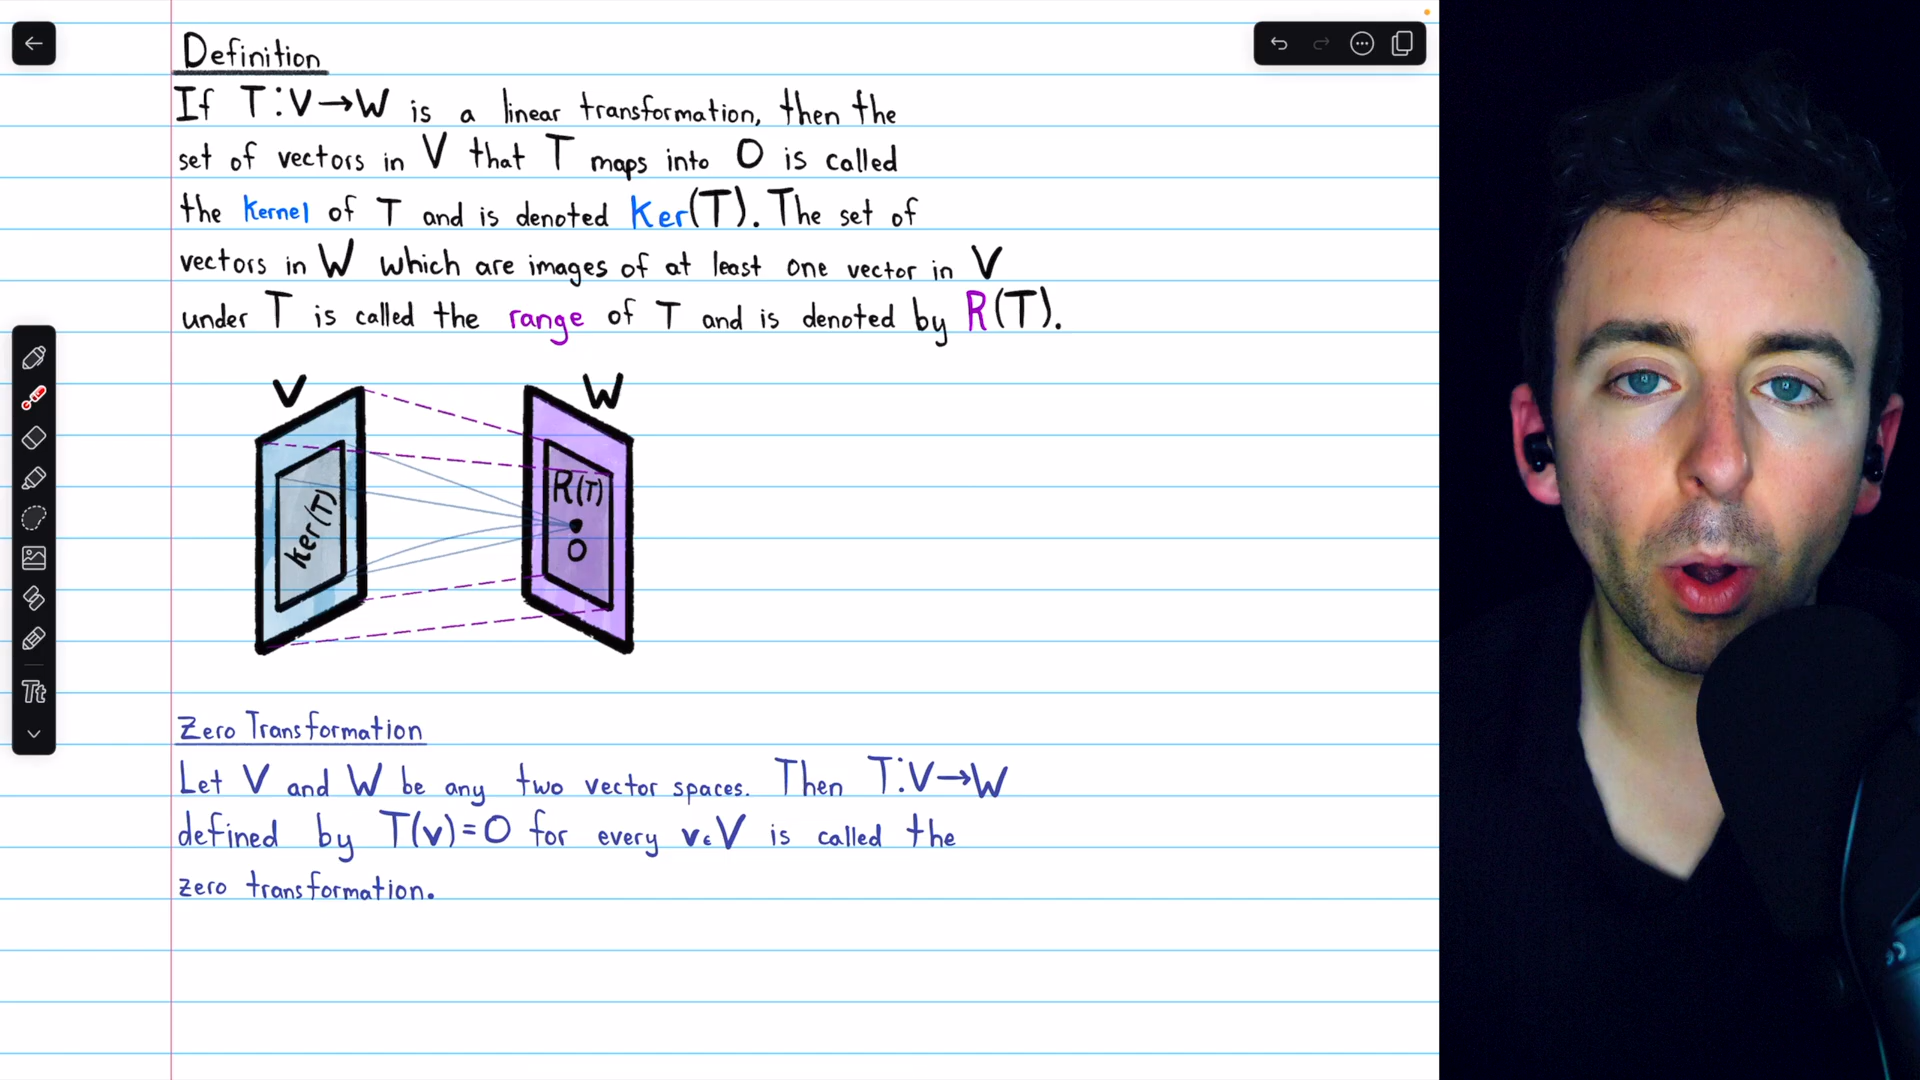 Definition
If T:V→W is a linear transformation, then the
set of vectors in V that T maps into 0 is called
the kernel of T and is denoted ker(T). The set of
vectors in W which are images of at least one vector in V
under T is called the range of T and is denoted by R(T).
V W
ker(T)
R(T)
0
Zero Transformation
Let V and W be any two vector spaces. Then T:V→W
defined by T(v)=0 for every v∈V is called the
zero transformation.
Tt